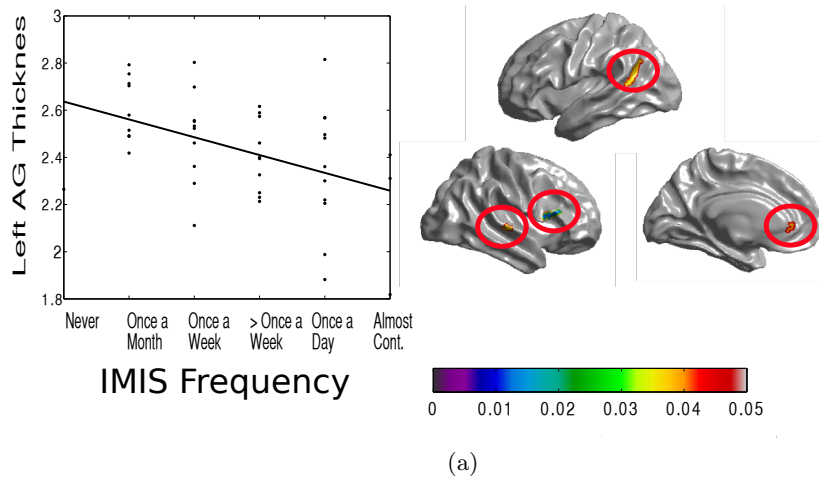 Left AG Thicknes
3
2.8
2.6
2.4
2.2
2
1.8
Never
Once a Month
Once a Week
> Once a Week
Once a Day
Almost Cont.
IMIS Frequency
0 0.01 0.02 0.03 0.04 0.05
(a)